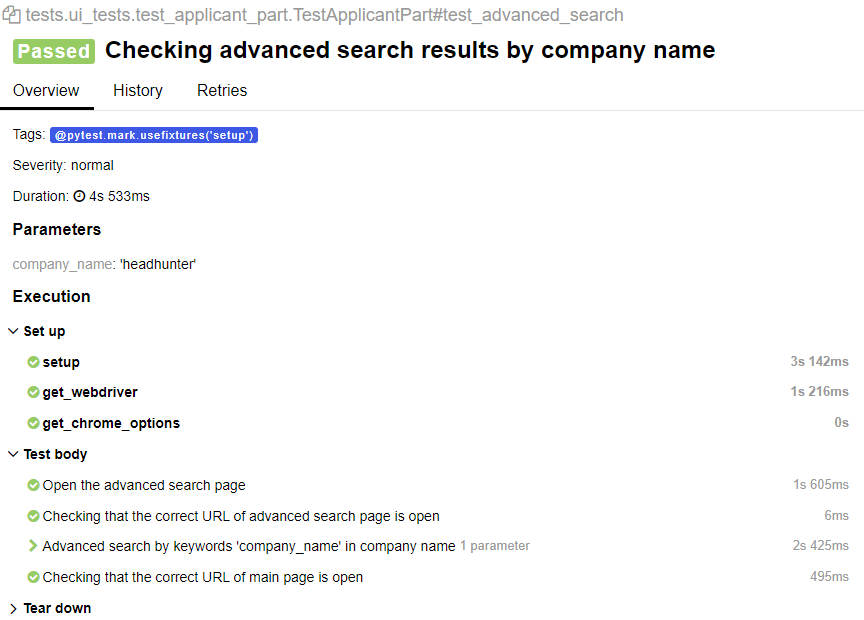 tests.ui_tests.test_applicant_part.TestApplicantPart#test_advanced_search
Passed Checking advanced search results by company name
Overview History Retries
Tags: @pytest.mark.usefixtures('setup')
Severity: normal
Duration: 4s 533ms
Parameters
company_name: 'headhunter'
Execution
Set up
setup 3s 142ms
get_webdriver 1s 216ms
get_chrome_options 0s
Test body
Open the advanced search page 1s 605ms
Checking that the correct URL of advanced search page is open 6ms
Advanced search by keywords 'company_name' in company name 1 parameter 2s 425ms
Checking that the correct URL of main page is open 495ms
Tear down